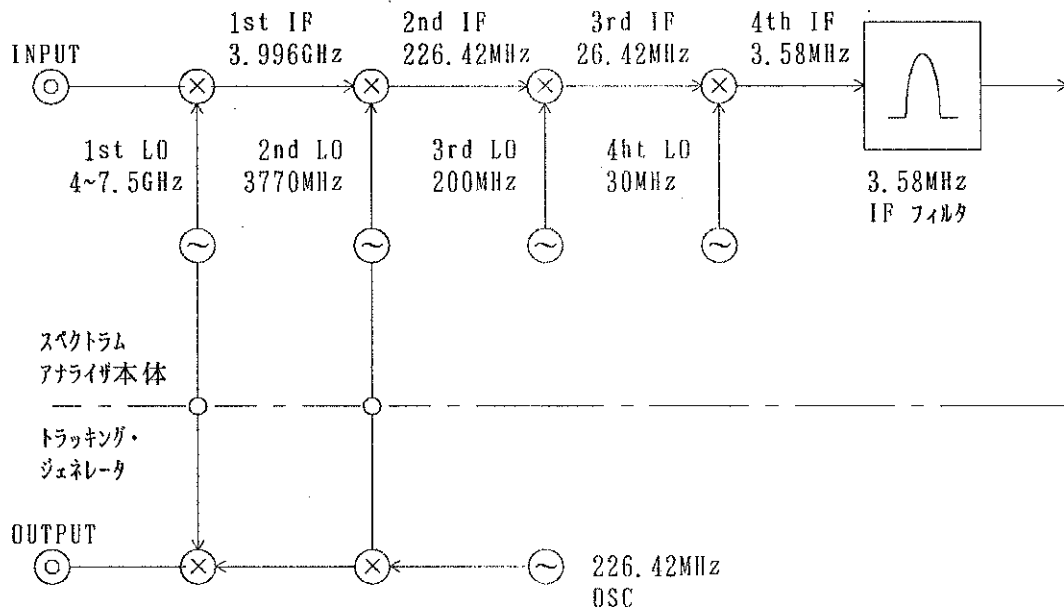 1st IF
3.996GHz
2nd IF
226.42MHz
3rd IF
26.42MHz
4th IF
3.58MHz
INPUT
1st LO
4~7.5GHz
2nd LO
3770MHz
3rd LO
200MHz
4ht LO
30MHz
3.58MHz
IF フィルタ
スペクトラム
アナライザ本体
トラッキング・
ジェネレータ
OUTPUT
226.42MHz
OSC